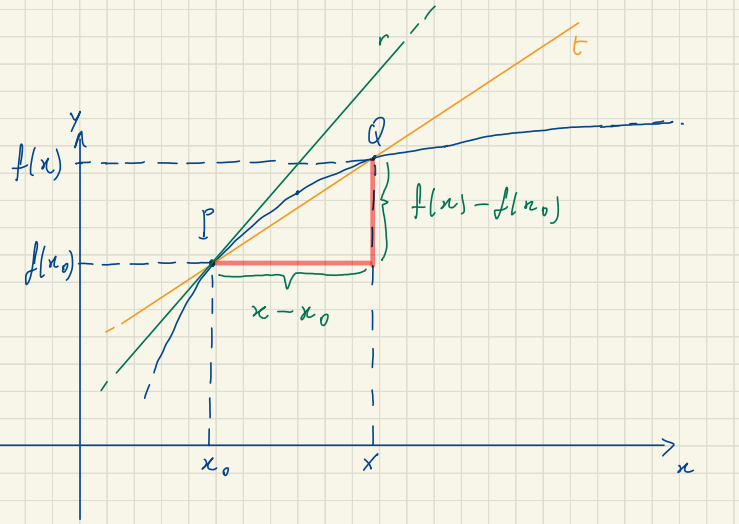 r
t
y
Q
f(x)
f(x) - f(x₀)
P
f(x₀)
x - x₀
x₀
x
x